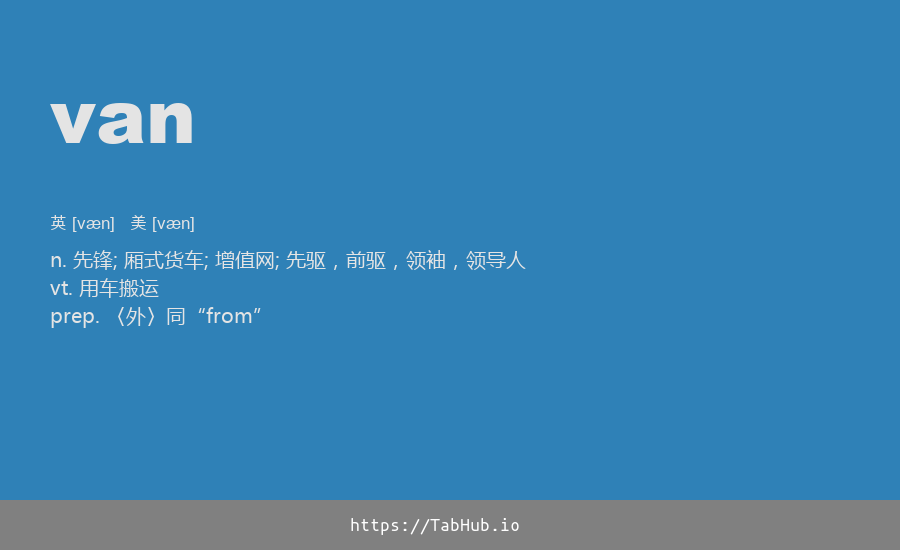 van
英 [væn] 美 [væn]
n. 先锋; 厢式货车; 增值网; 先驱，前驱，领袖，领导人
vt. 用车搬运
prep. 〈外〉同“from”
https://TabHub.io